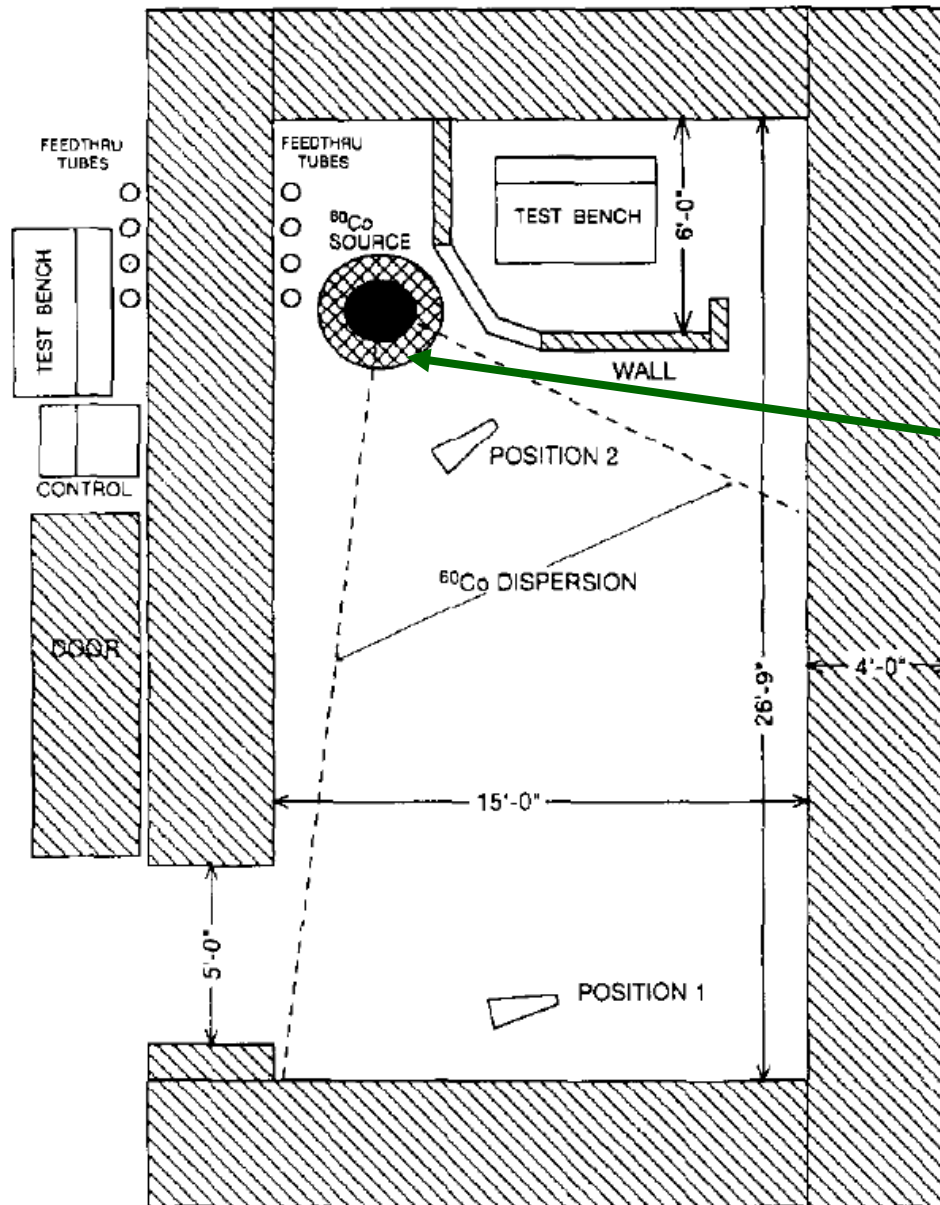 FEEDTHRU
TUBES
FEEDTHRU
TUBES
⁶⁰Co
SOURCE
TEST BENCH
6'-0"
TEST BENCH
WALL
CONTROL
POSITION 2
⁶⁰Co DISPERSION
DOOR
4'-0"
26'-9"
15'-0"
5'-0"
POSITION 1